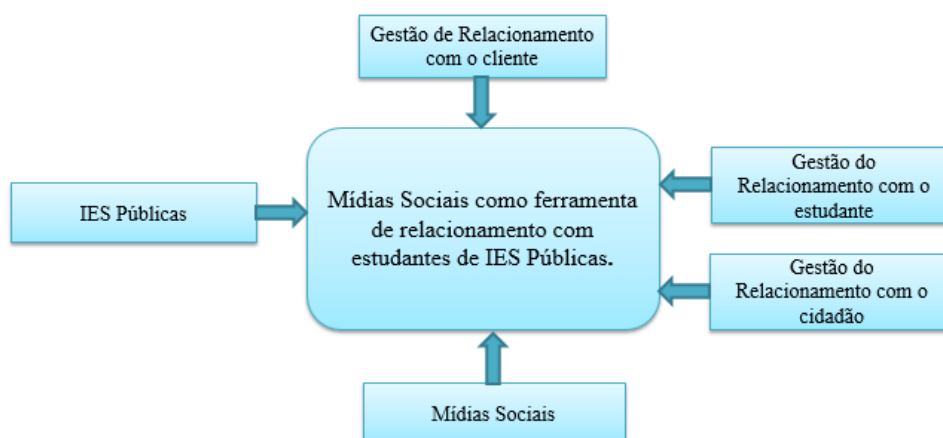 Gestão de Relacionamento
com o cliente
IES Públicas
Mídias Sociais como ferramenta
de relacionamento com
estudantes de IES Públicas.
Gestão do
Relacionamento com o
estudante
Gestão do
Relacionamento com o
cidadão
Mídias Sociais